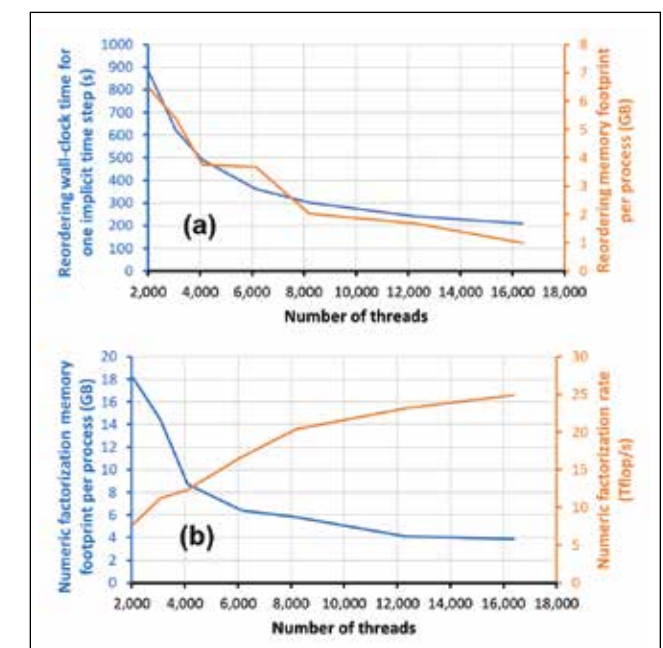 Reordering wall-clock time for
one implicit time step (s)
1000
900
800
700
600
500
400
300
200
100
0
8
7
6
5
4
3
2
1
0
Reordering memory footprint
per process (GB)
(a)
2,000 4,000 6,000 8,000 10,000 12,000 14,000 16,000 18,000
Number of threads
Numeric factorization memory
footprint per process (GB)
20
18
16
14
12
10
8
6
4
2
0
30
25
20
15
10
5
0
Numeric factorization rate
(Tflop/s)
(b)
2,000 4,000 6,000 8,000 10,000 12,000 14,000 16,000 18,000
Number of threads